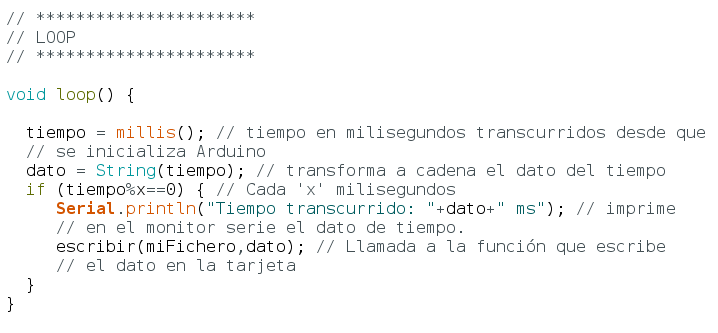 // **********************
// LOOP
// **********************
void loop() {
tiempo = millis(); // tiempo en milisegundos transcurridos desde que
// se inicializa Arduino
dato = String(tiempo); // transforma a cadena el dato del tiempo
if (tiempo%x==0) { // Cada 'x' milisegundos
Serial.println("Tiempo transcurrido: "+dato+" ms"); // imprime
// en el monitor serie el dato de tiempo.
escribir(miFichero,dato); // Llamada a la función que escribe
// el dato en la tarjeta
}
}